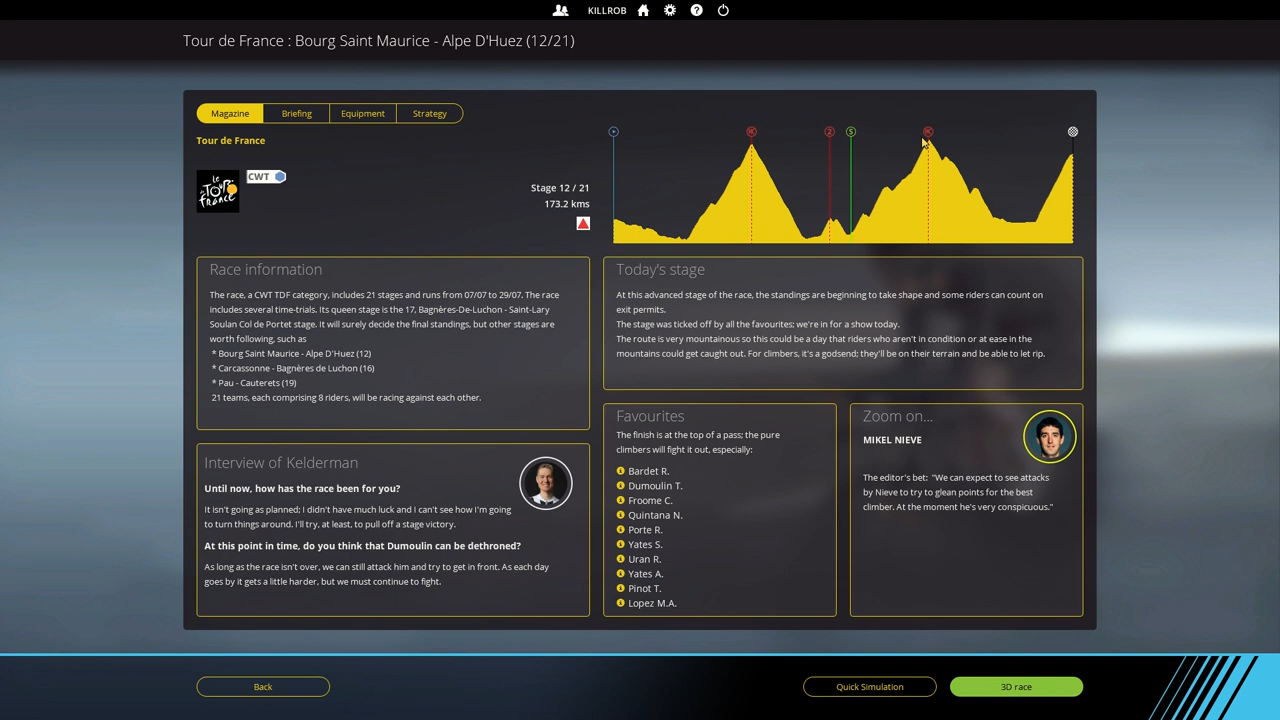 KILLROB
Tour de France : Bourg Saint Maurice - Alpe D'Huez (12/21)
Magazine
Briefing
Equipment
Strategy
Tour de France
le
TOUR
de
france
CWT
Stage 12 / 21
173.2 kms
HC
2
S
HC
Race information
The race, a CWT TDF category, includes 21 stages and runs from 07/07 to 29/07. The race
includes several time-trials. Its queen stage is the 17, Bagnères-De-Luchon - Saint-Lary
Soulan Col de Portet stage. It will surely decide the final standings, but other stages are
worth following, such as
* Bourg Saint Maurice - Alpe D'Huez (12)
* Carcassonne - Bagnères de Luchon (16)
* Pau - Cauterets (19)
21 teams, each comprising 8 riders, will be racing against each other.
Today's stage
At this advanced stage of the race, the standings are beginning to take shape and some riders can count on
exit permits.
The stage was ticked off by all the favourites; we're in for a show today.
The route is very mountainous so this could be a day that riders who aren't in condition or at ease in the
mountains could get caught out. For climbers, it's a godsend; they'll be on their terrain and be able to let rip.
Interview of Kelderman
Until now, how has the race been for you?
It isn't going as planned; I didn't have much luck and I can't see how I'm going
to turn things around. I'll try, at least, to pull off a stage victory.
At this point in time, do you think that Dumoulin can be dethroned?
As long as the race isn't over, we can still attack him and try to get in front. As each day
goes by it gets a little harder, but we must continue to fight.
Favourites
The finish is at the top of a pass; the pure
climbers will fight it out, especially:
Bardet R.
Dumoulin T.
Froome C.
Quintana N.
Porte R.
Yates S.
Uran R.
Yates A.
Pinot T.
Lopez M.A.
Zoom on...
MIKEL NIEVE
The editor's bet: "We can expect to see attacks
by Nieve to try to glean points for the best
climber. At the moment he's very conspicuous."
Back
Quick Simulation
3D race